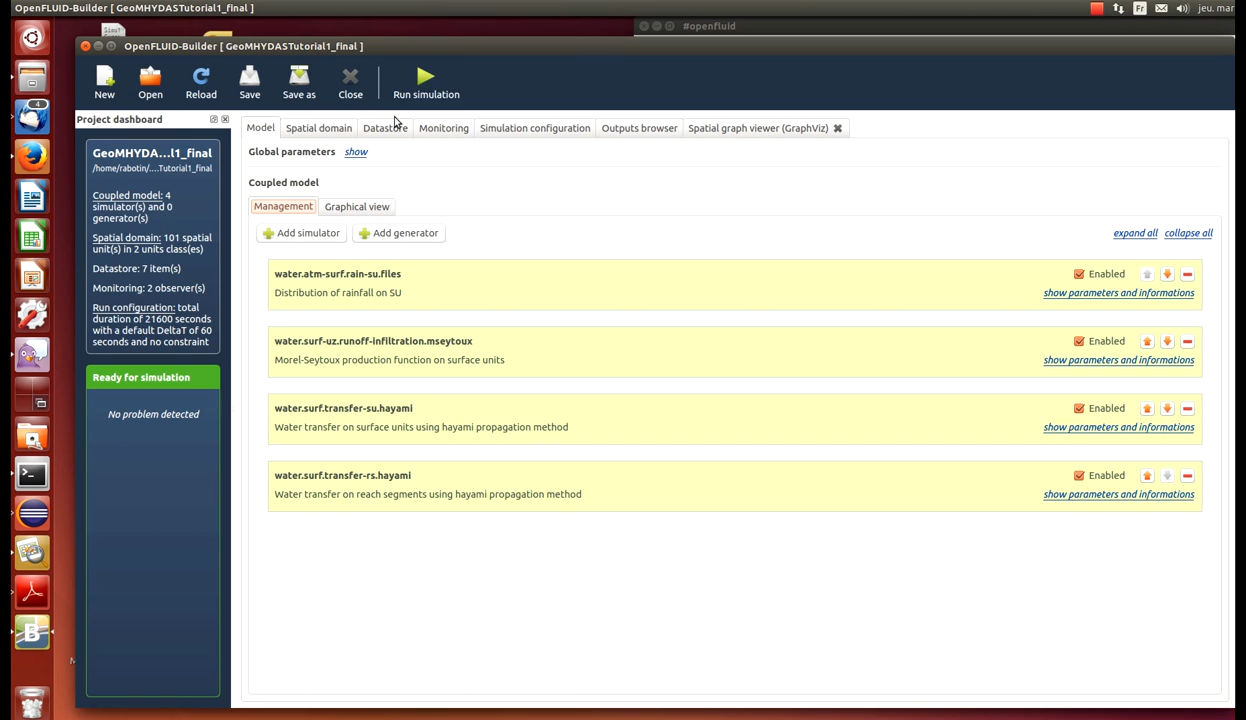 OpenFLUID-Builder [ GeoMHYDASTutorial1_final ]
Fr
jeu. mar
#openfluid
OpenFLUID-Builder [ GeoMHYDASTutorial1_final ]
New
Open
Reload
Save
Save as
Close
Run simulation
4
Project dashboard
GeoMHYDA...l1_final
/home/rabotin/....Tutorial1_final
Coupled model: 4
simulator(s) and 0
generator(s)
Spatial domain: 101 spatial
unit(s) in 2 units class(es)
Datastore: 7 item(s)
Monitoring: 2 observer(s)
Run configuration: total
duration of 21600 seconds
with a default DeltaT of 60
seconds and no constraint
Ready for simulation
No problem detected
Model
Spatial domain
Datastore
Monitoring
Simulation configuration
Outputs browser
Spatial graph viewer (GraphViz)
Global parameters show
Coupled model
Management
Graphical view
Add simulator
Add generator
expand all
collapse all
water.atm-surf.rain-su.files
Enabled
Distribution of rainfall on SU
show parameters and informations
water.surf-uz.runoff-infiltration.mseytoux
Enabled
Morel-Seytoux production function on surface units
show parameters and informations
water.surf.transfer-su.hayami
Enabled
Water transfer on surface units using hayami propagation method
show parameters and informations
water.surf.transfer-rs.hayami
Enabled
Water transfer on reach segments using hayami propagation method
show parameters and informations
B
M